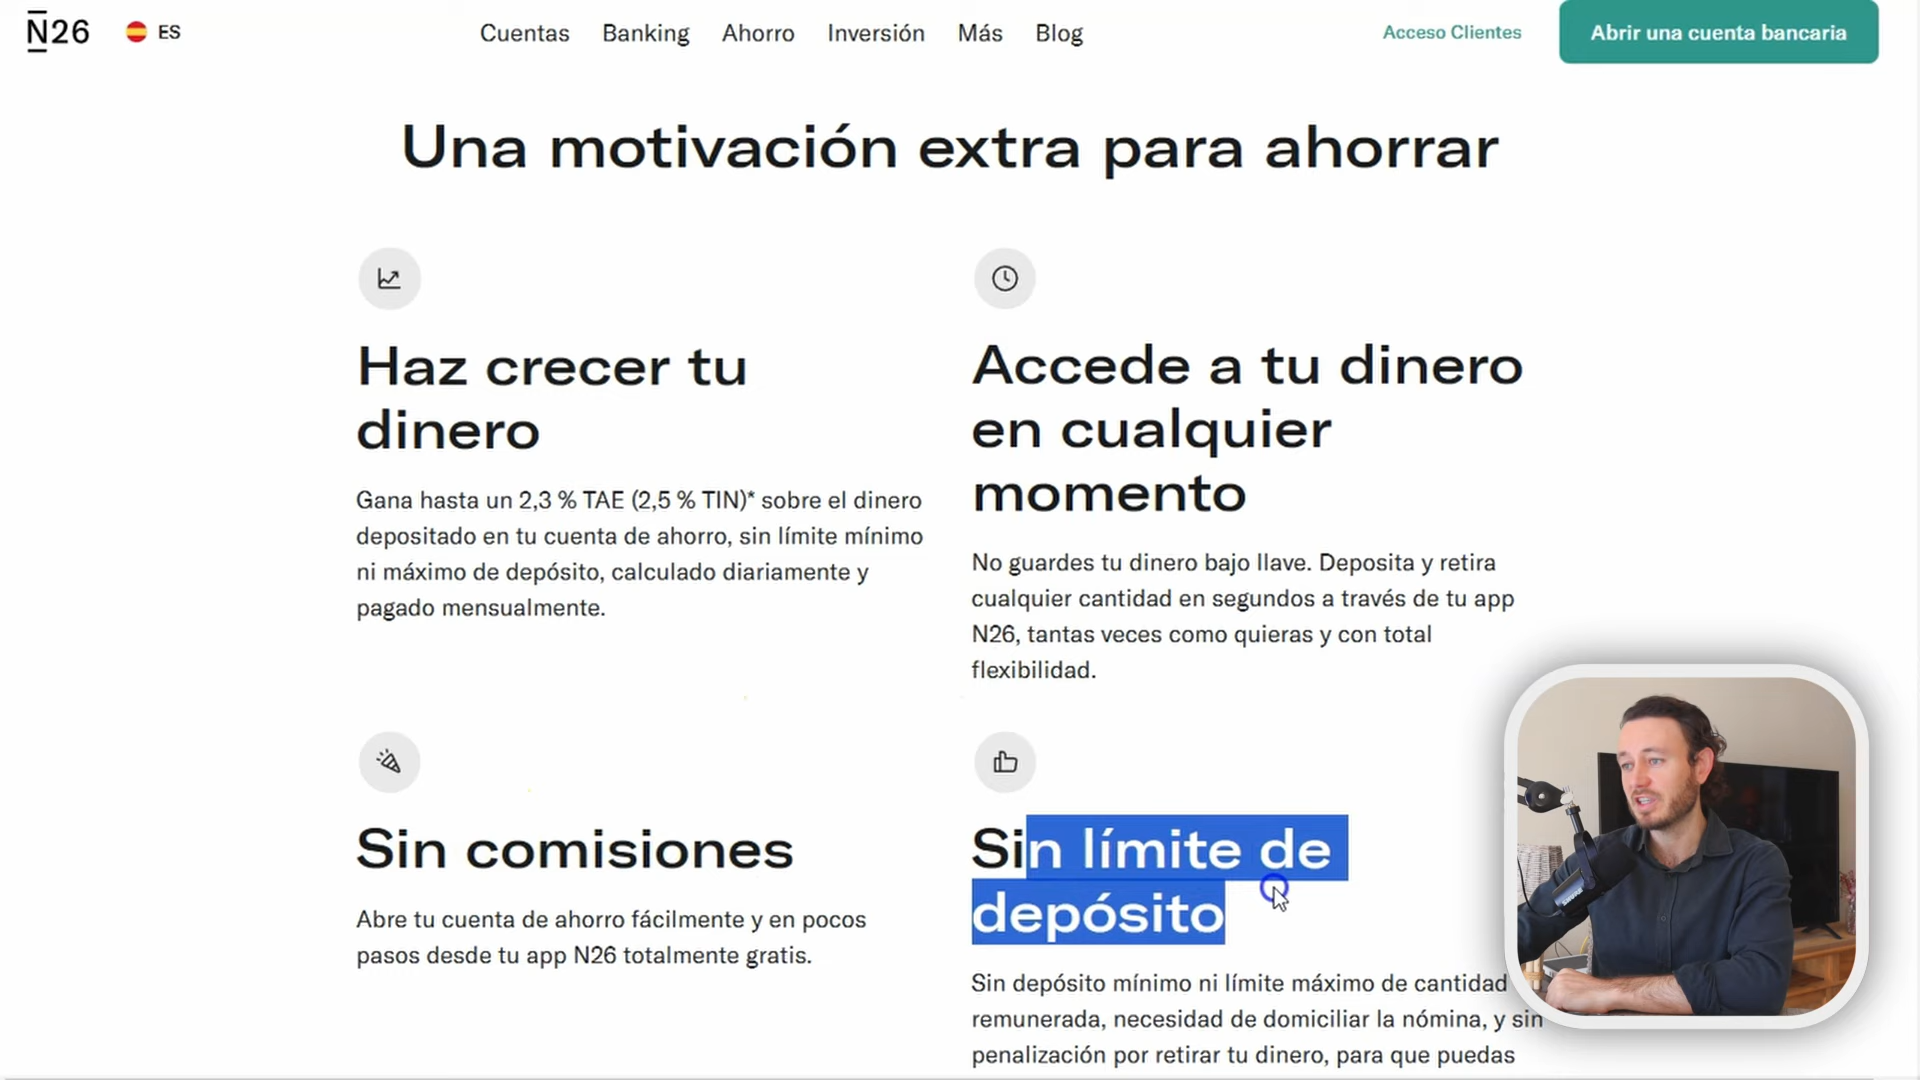 N26
ES
Cuentas
Banking
Ahorro
Inversión
Más
Blog
Acceso Clientes
Abrir una cuenta bancaria
Una motivación extra para ahorrar
Haz crecer tu
dinero
Gana hasta un 2,3 % TAE (2,5 % TIN)* sobre el dinero
depositado en tu cuenta de ahorro, sin límite mínimo
ni máximo de depósito, calculado diariamente y
pagado mensualmente.
Accede a tu dinero
en cualquier
momento
No guardes tu dinero bajo llave. Deposita y retira
cualquier cantidad en segundos a través de tu app
N26, tantas veces como quieras y con total
flexibilidad.
Sin comisiones
Abre tu cuenta de ahorro fácilmente y en pocos
pasos desde tu app N26 totalmente gratis.
Sin límite de
depósito
Sin depósito mínimo ni límite máximo de cantidad
remunerada, necesidad de domiciliar la nómina, y sin
penalización por retirar tu dinero, para que puedas